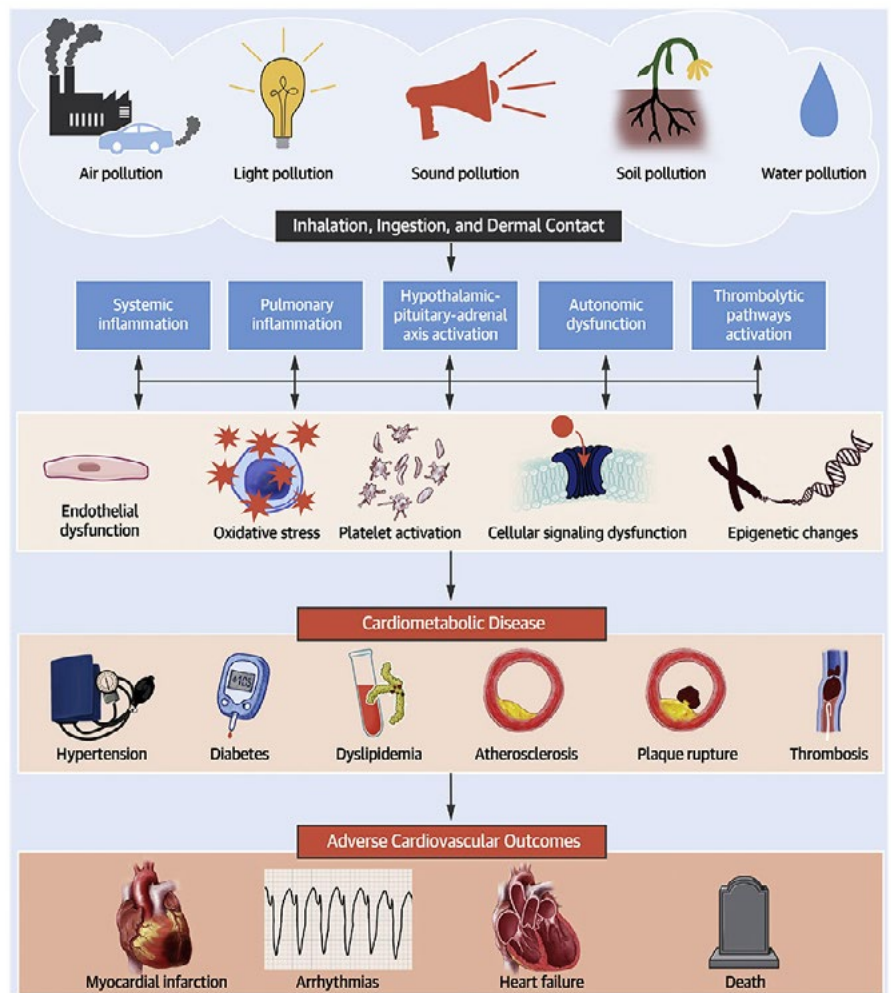 Air pollution
Light pollution
Sound pollution
Soil pollution
Water pollution
Inhalation, Ingestion, and Dermal Contact
Systemic
inflammation
Pulmonary
inflammation
Hypothalamic-
pituitary-adrenal
axis activation
Autonomic
dysfunction
Thrombolytic
pathways
activation
Endothelial
dysfunction
Oxidative stress
Platelet activation
Cellular signaling dysfunction
Epigenetic changes
Cardiometabolic Disease
Hypertension
Diabetes
Dyslipidemia
Atherosclerosis
Plaque rupture
Thrombosis
Adverse Cardiovascular Outcomes
Myocardial infarction
Arrhythmias
Heart failure
Death